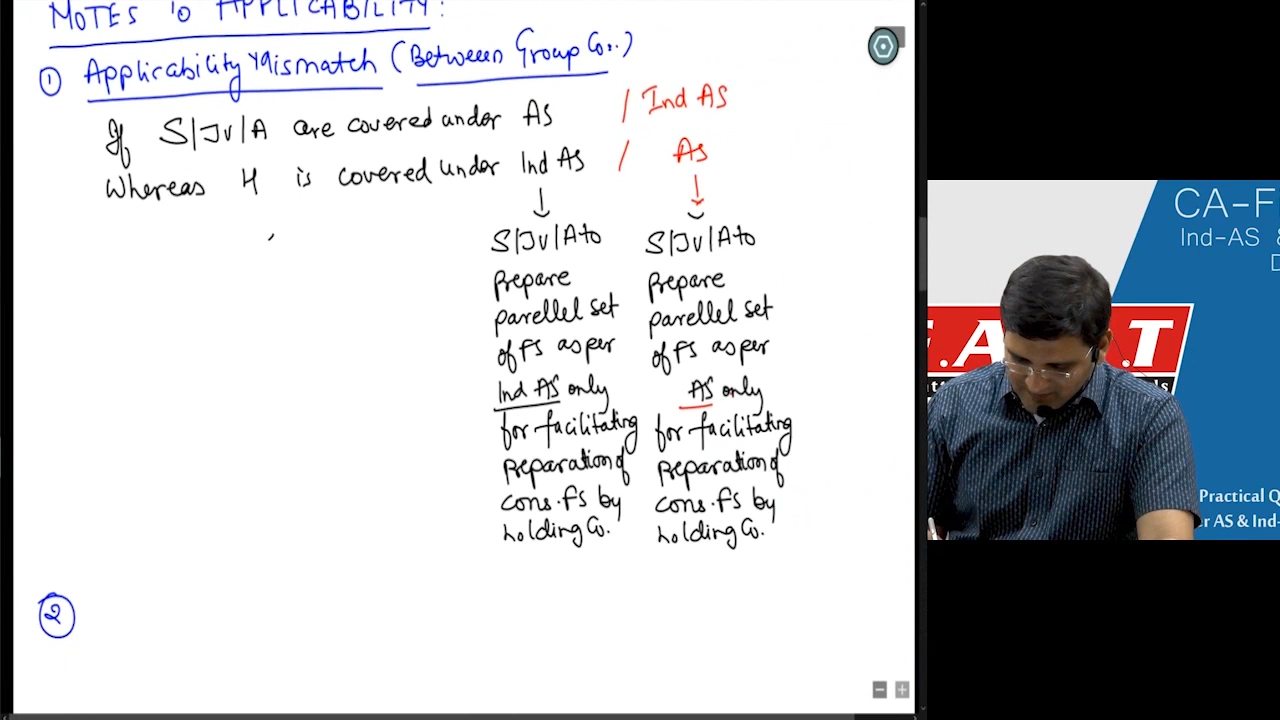 NOTES TO APPLICABILITY:
① Applicability Mismatch (Between Group Cos.)
If S/JV/A are covered under AS / Ind AS
Whereas H is covered under Ind AS / AS
S/JV/A to
Prepare
parellel set
of FS as per
Ind AS only
for facilitating
Preparation of
cons. FS by
holding Co.
S/JV/A to
Prepare
parellel set
of FS as per
AS only
for facilitating
Preparation of
cons. FS by
holding Co.
②
CA-F
Ind-AS &
D
.A T
Practical Q
r AS & Ind-